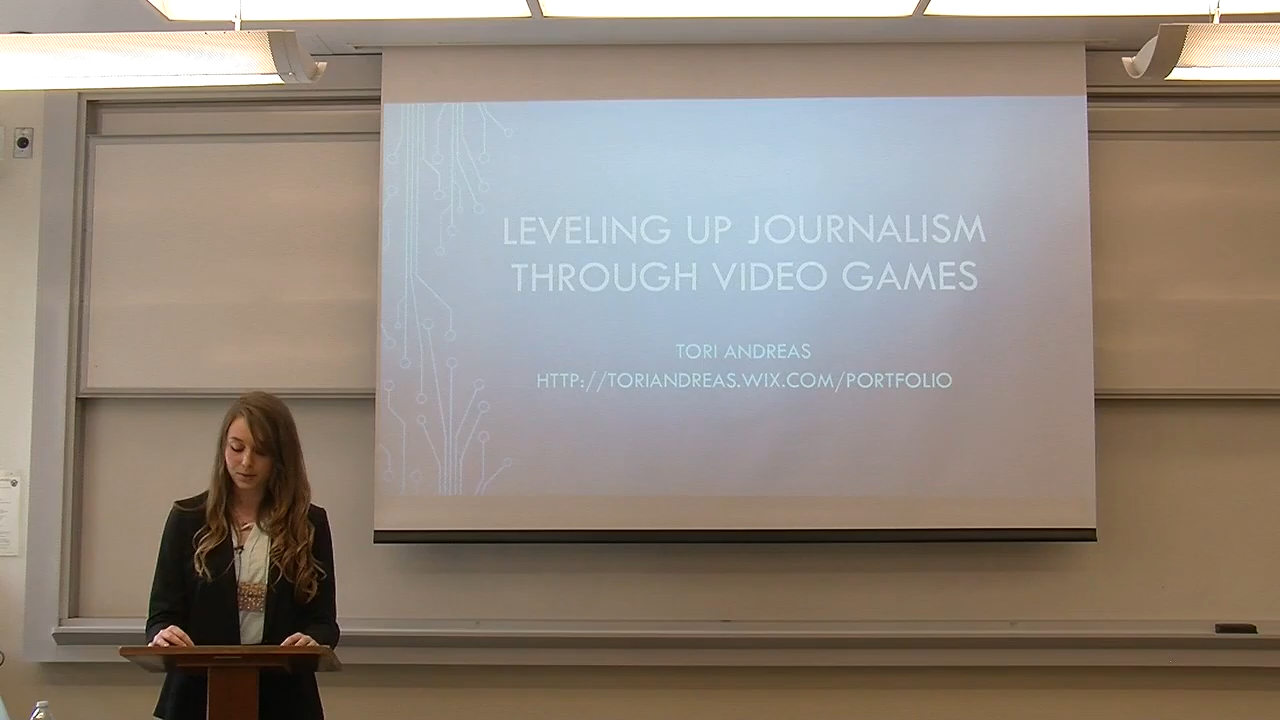 LEVELING UP JOURNALISM
THROUGH VIDEO GAMES
TORI ANDREAS
HTTP://TORIANDREAS.WIX.COM/PORTFOLIO